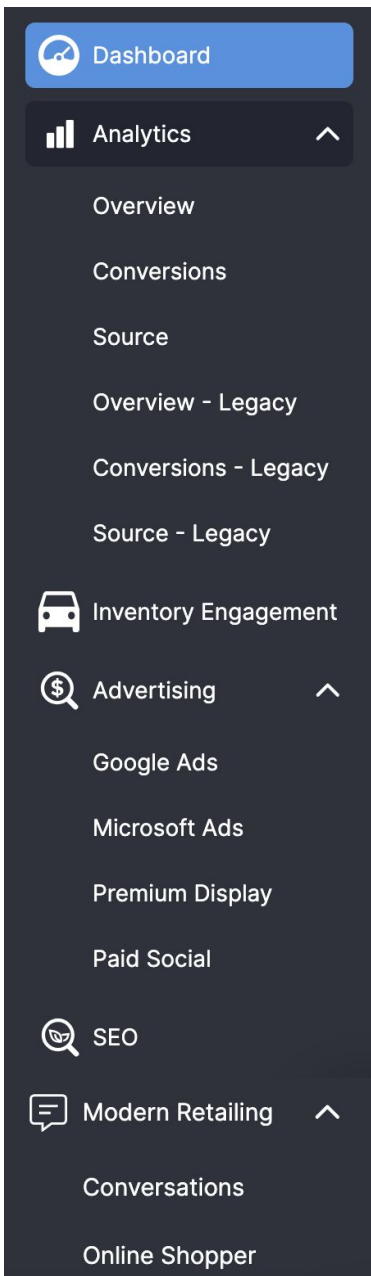 Dashboard
Analytics
Overview
Conversions
Source
Overview - Legacy
Conversions - Legacy
Source - Legacy
Inventory Engagement
Advertising
Google Ads
Microsoft Ads
Premium Display
Paid Social
SEO
Modern Retailing
Conversations
Online Shopper